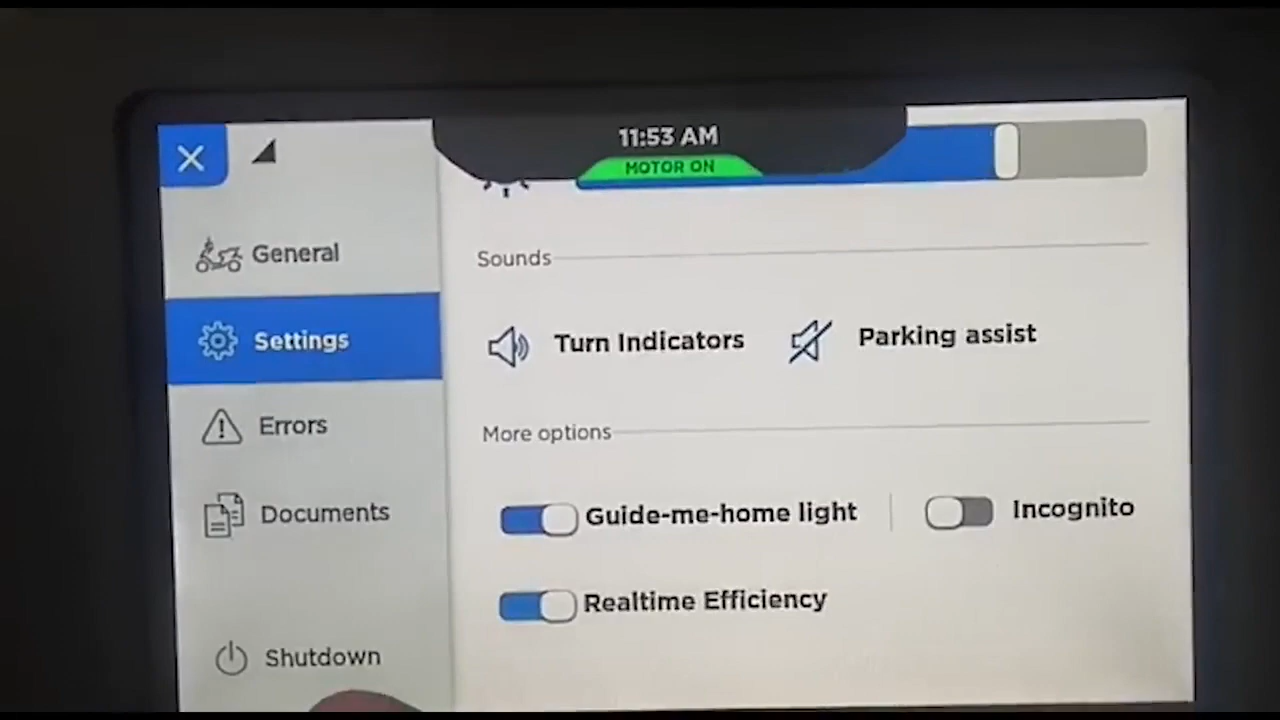 11:53 AM
MOTOR ON
General
Settings
Errors
Documents
Shutdown
Sounds
Turn Indicators
Parking assist
More options
Guide-me-home light
Incognito
Realtime Efficiency